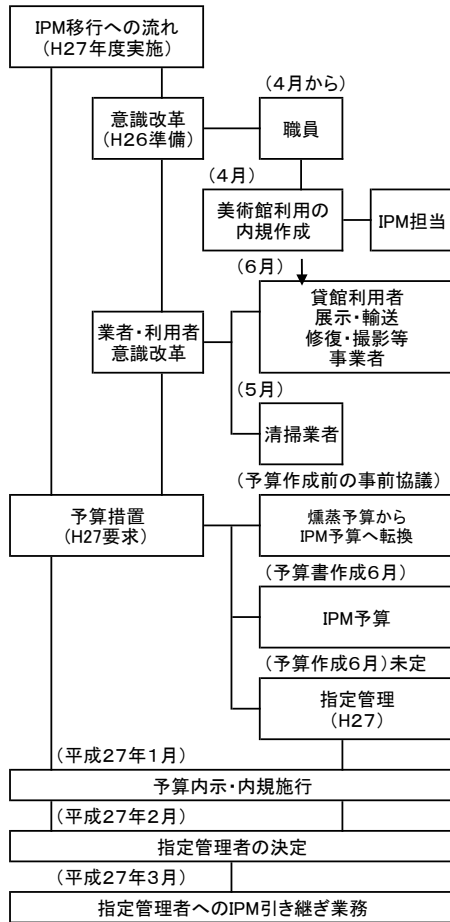 IPM移行への流れ
(H27年度実施)
(4月から)
意識改革
(H26準備)
職員
(4月)
美術館利用の
内規作成
IPM担当
(6月)
貸館利用者
展示・輸送
修復・撮影等
事業者
業者・利用者
意識改革
(5月)
清掃業者
(予算作成前の事前協議)
予算措置
(H27要求)
燻蒸予算から
IPM予算へ転換
(予算書作成6月)
IPM予算
(予算作成6月)未定
指定管理
(H27)
(平成27年1月)
予算内示・内規施行
(平成27年2月)
指定管理者の決定
(平成27年3月)
指定管理者へのIPM引き継ぎ業務